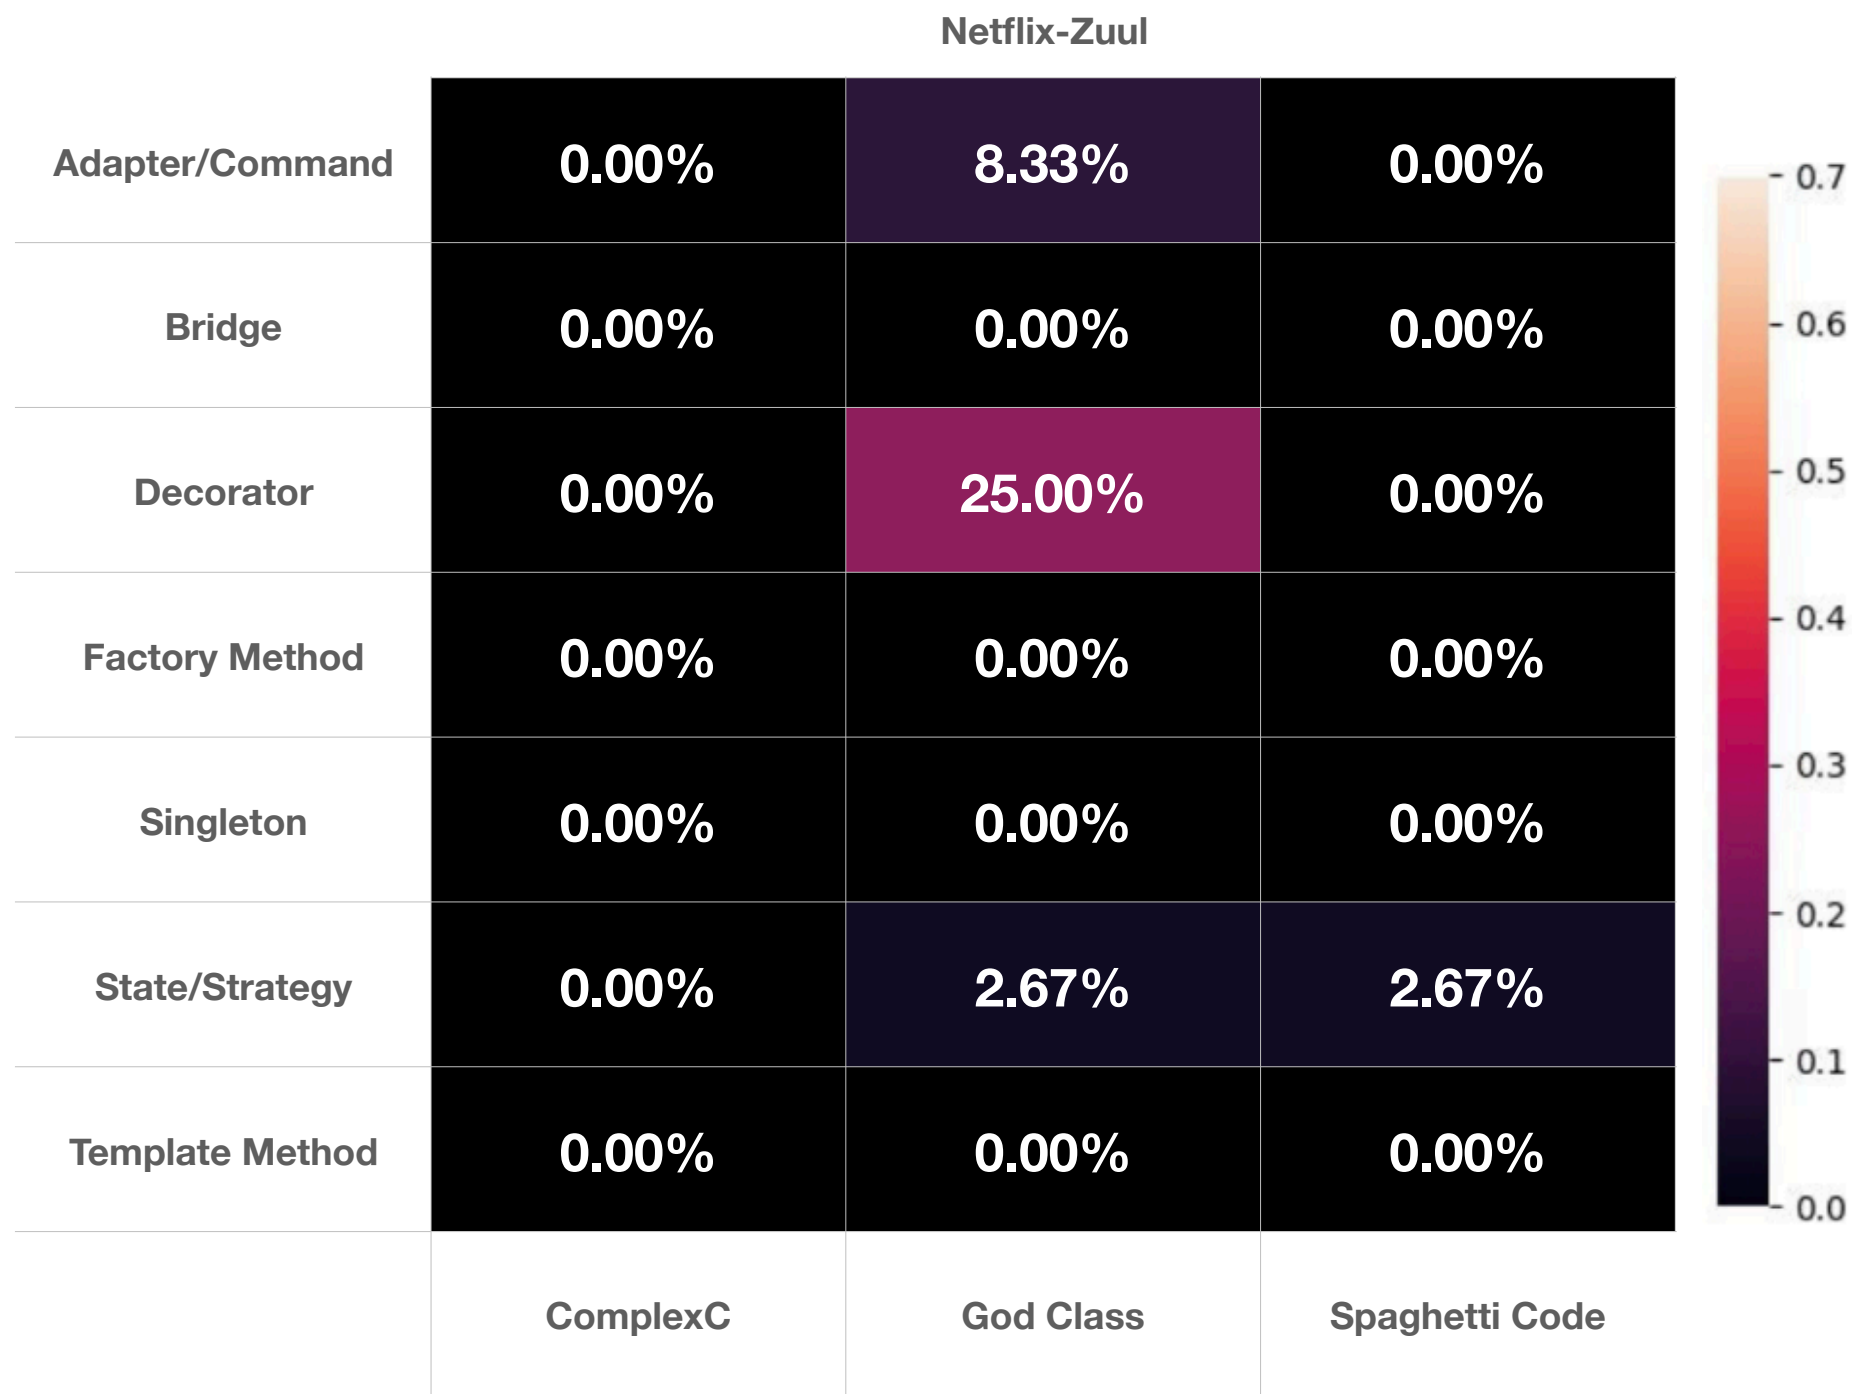 Netflix-Zuul
Adapter/Command 0.00% 8.33% 0.00%
Bridge 0.00% 0.00% 0.00%
Decorator 0.00% 25.00% 0.00%
Factory Method 0.00% 0.00% 0.00%
Singleton 0.00% 0.00% 0.00%
State/Strategy 0.00% 2.67% 2.67%
Template Method 0.00% 0.00% 0.00%
ComplexC God Class Spaghetti Code
0.7
0.6
0.5
0.4
0.3
0.2
0.1
0.0